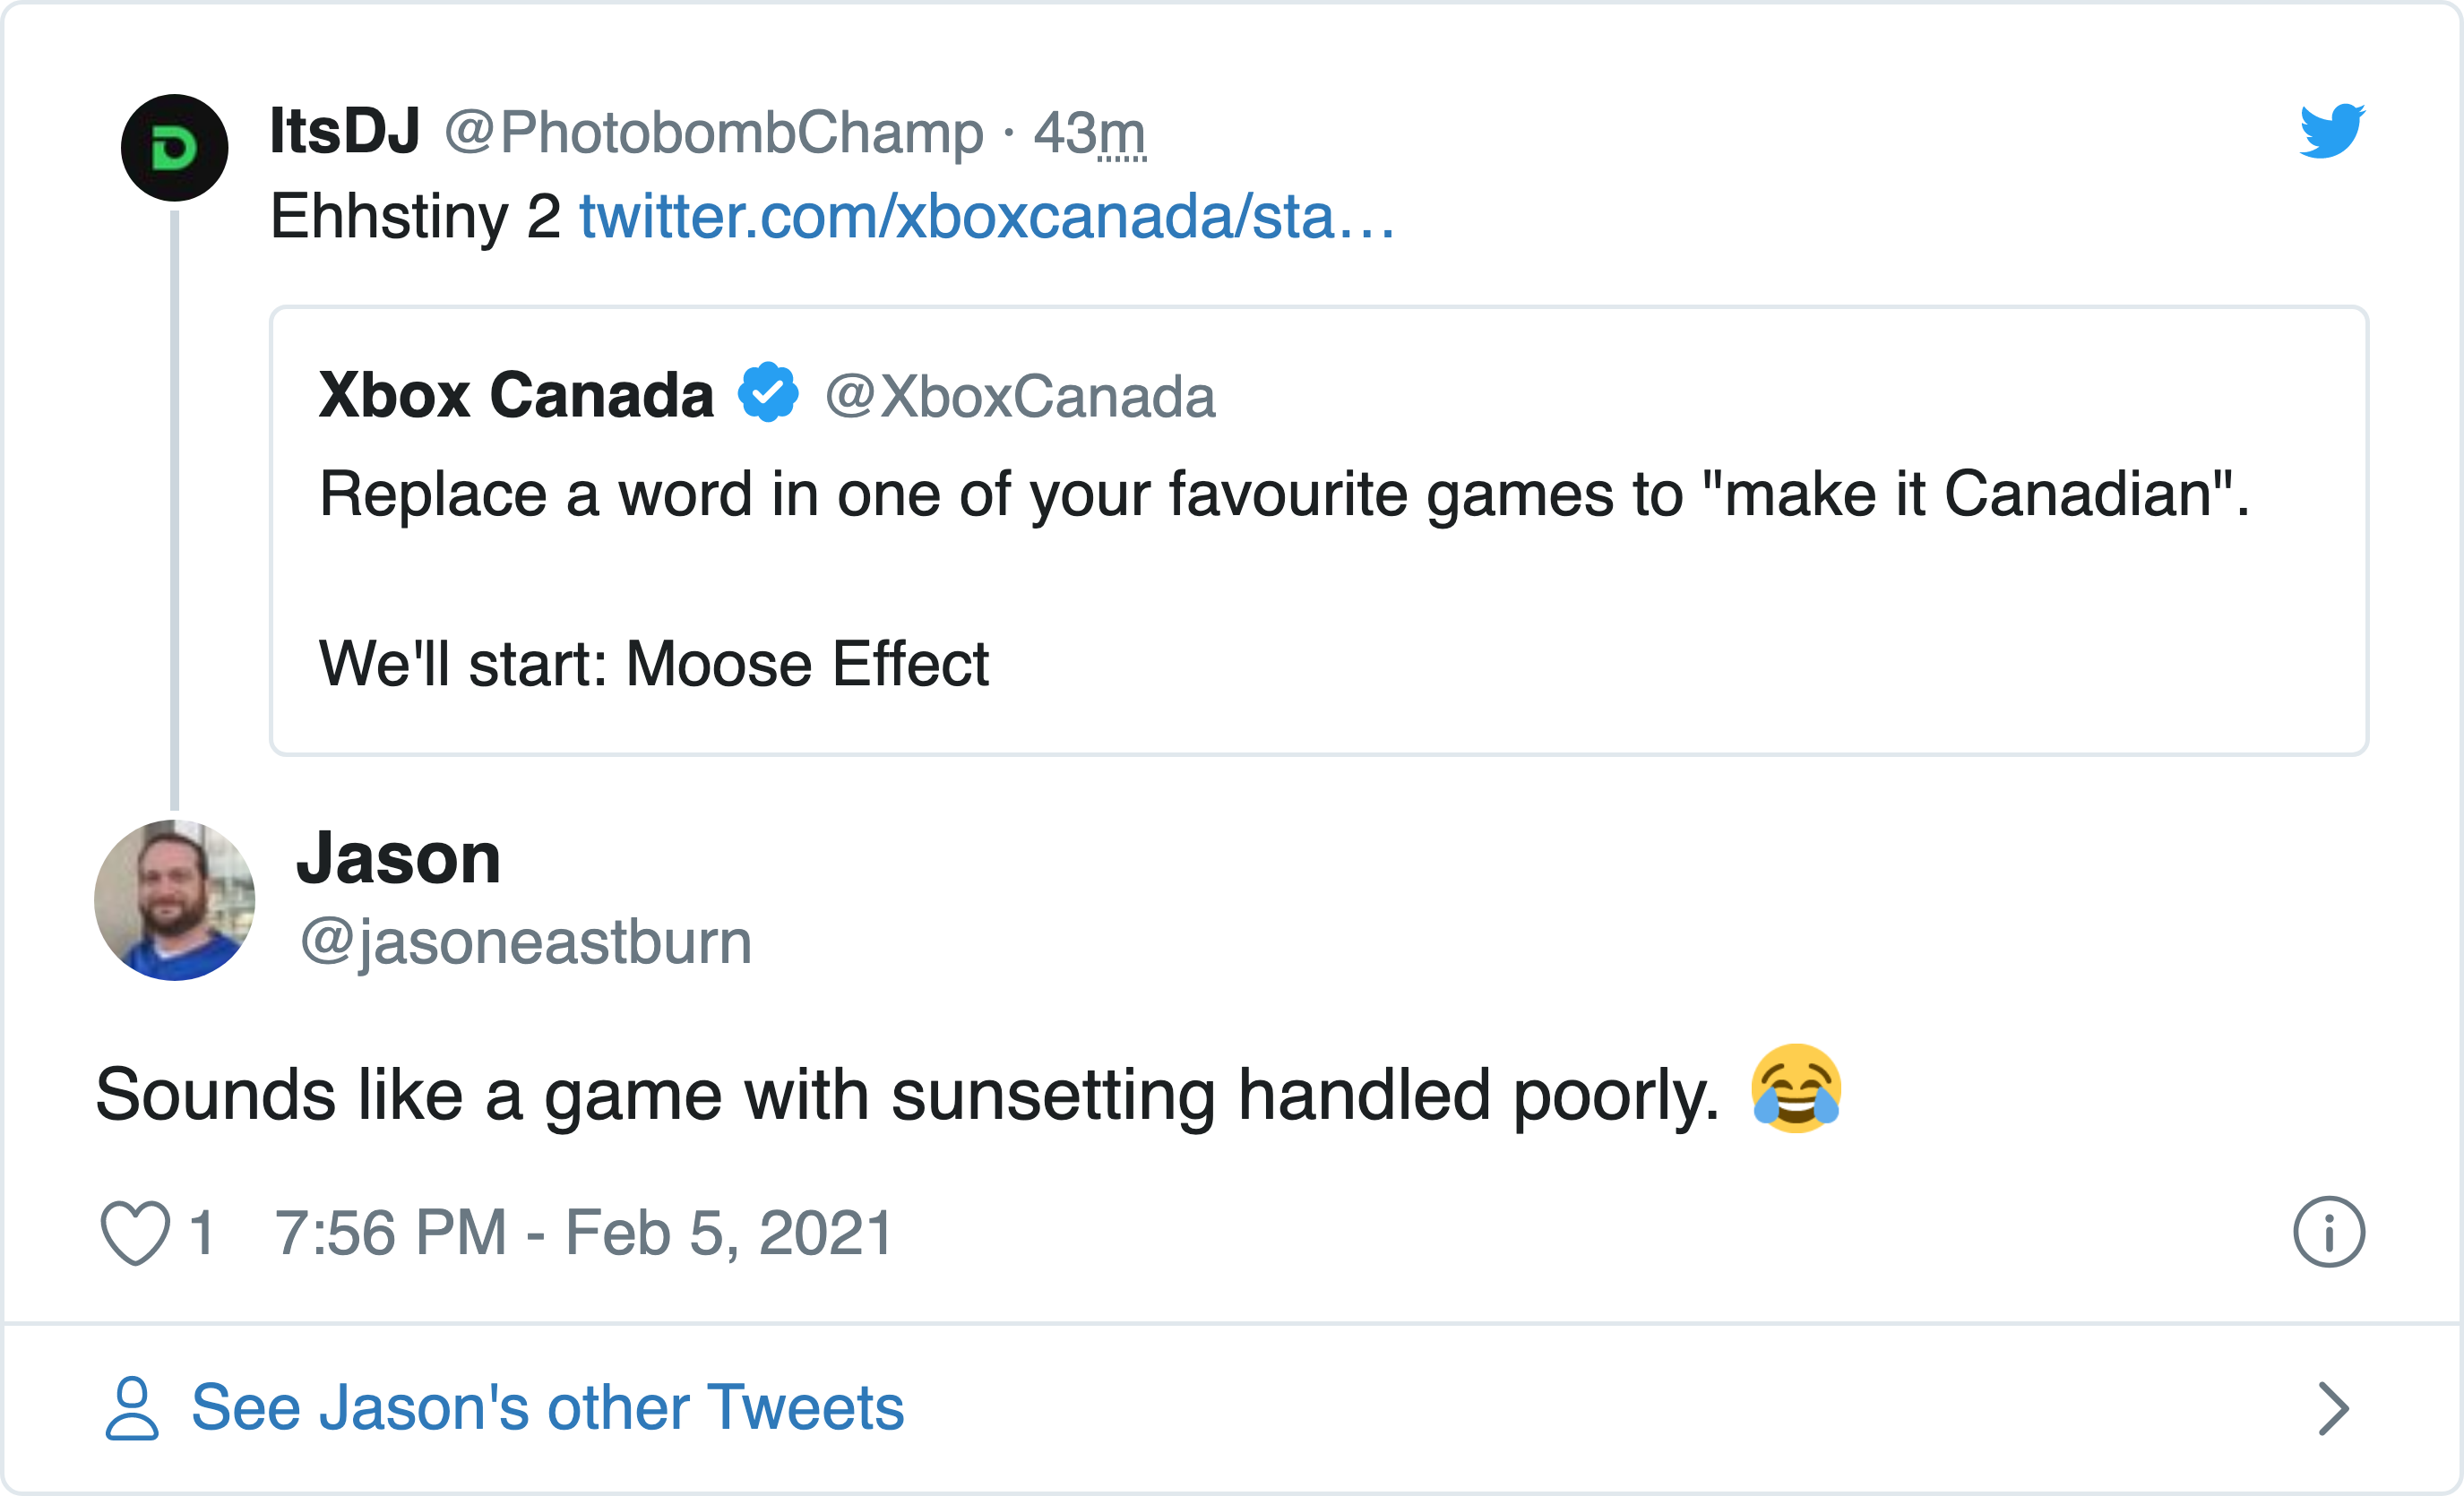 ItsDJ @PhotobombChamp · 43m
Ehhstiny 2 twitter.com/xboxcanada/sta…
Xbox Canada @XboxCanada
Replace a word in one of your favourite games to "make it Canadian".
We'll start: Moose Effect
Jason
@jasoneastburn
Sounds like a game with sunsetting handled poorly. 😂
1 7:56 PM - Feb 5, 2021
See Jason's other Tweets